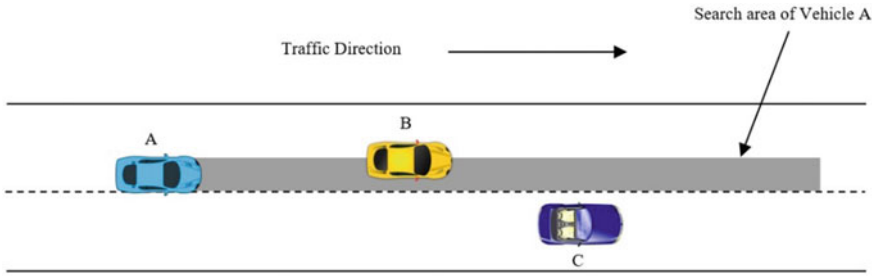 Search area of Vehicle A
Traffic Direction
B
A
C